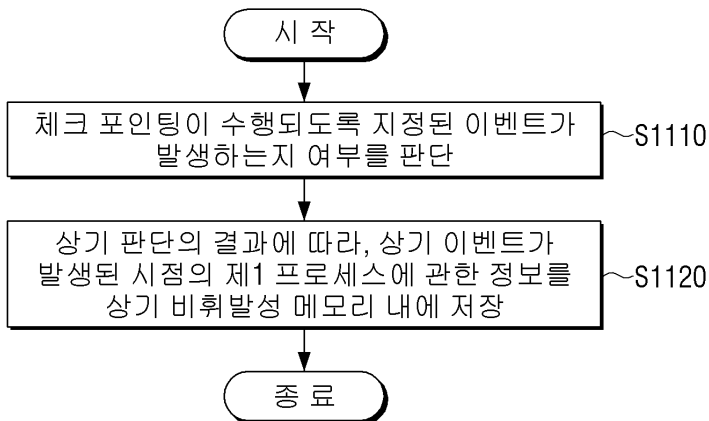 시 작
체크 포인팅이 수행되도록 지정된 이벤트가
발생하는지 여부를 판단
S1110
상기 판단의 결과에 따라, 상기 이벤트가
발생된 시점의 제1 프로세스에 관한 정보를
상기 비휘발성 메모리 내에 저장
S1120
종 료